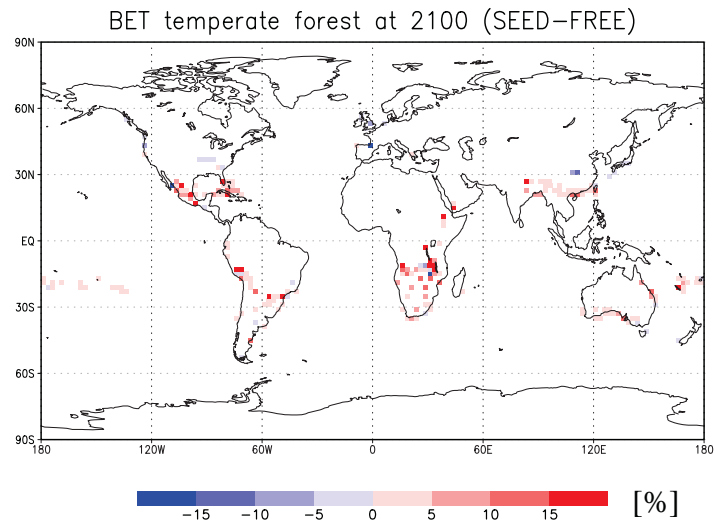 BET temperate forest at 2100 (SEED-FREE)
90N
60N
30N
EQ
30S
60S
90S
180 120W 60W 0 60E 120E 180
-15 -10 -5 0 5 10 15 [%]